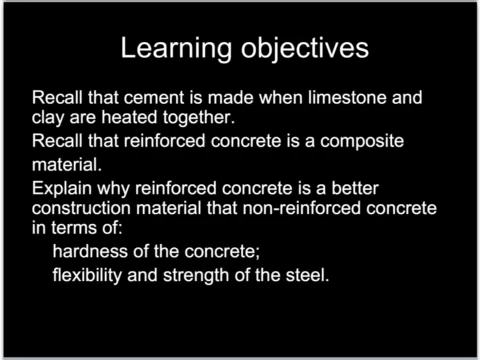 Learning objectives
Recall that cement is made when limestone and
clay are heated together.
Recall that reinforced concrete is a composite
material.
Explain why reinforced concrete is a better
construction material that non-reinforced concrete
in terms of:
hardness of the concrete;
flexibility and strength of the steel.